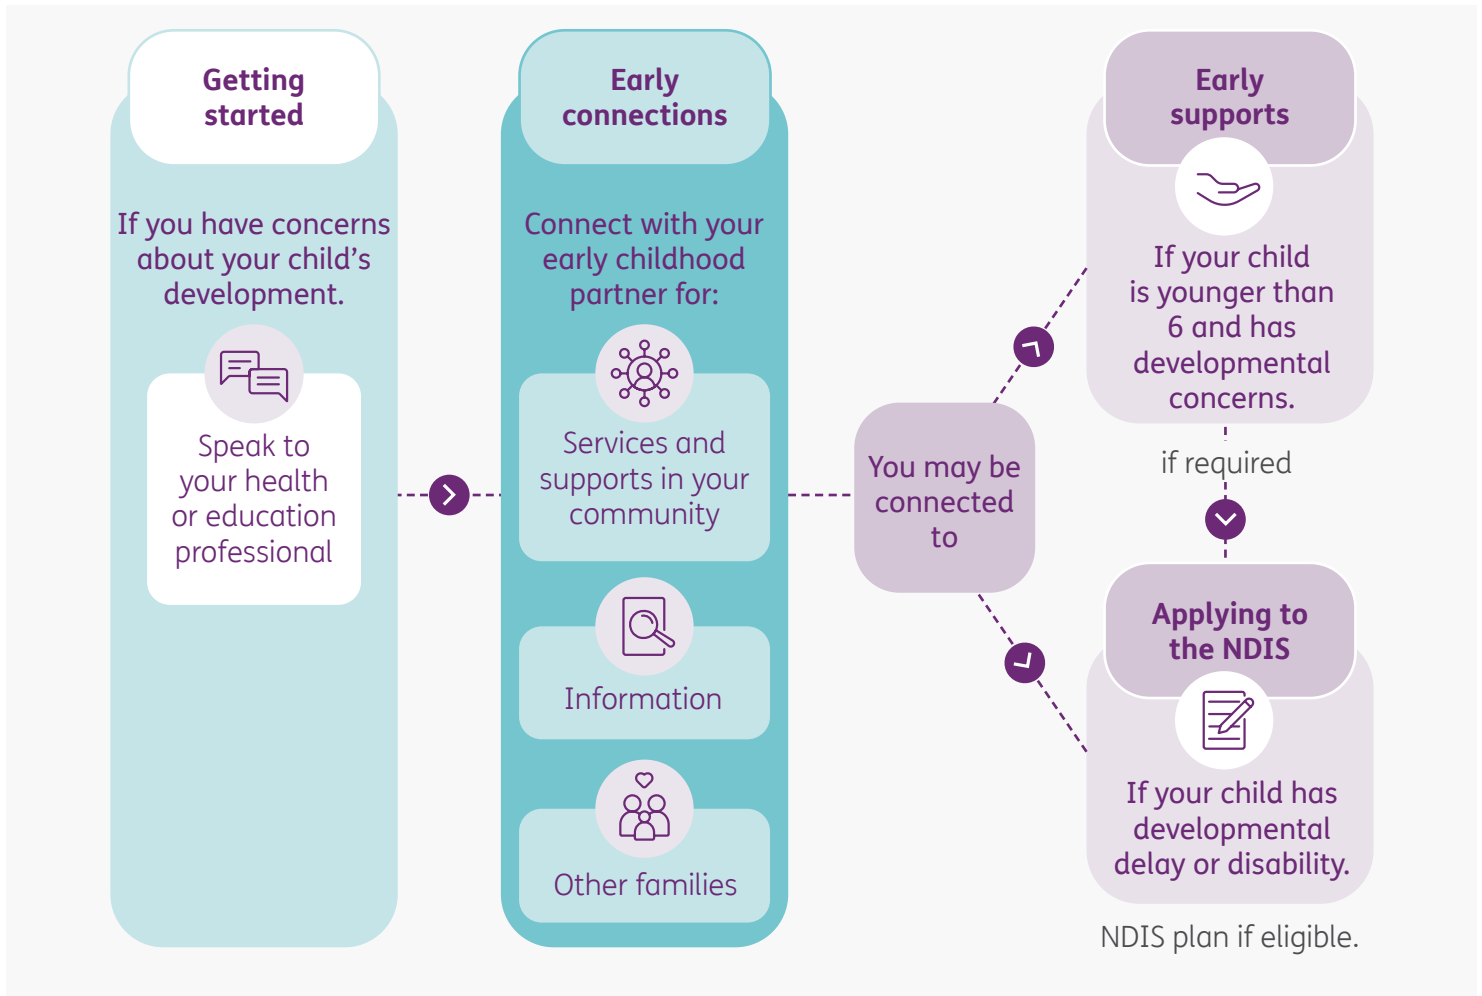 Getting
started
If you have concerns
about your child's
development.
Speak to
your health
or education
professional
Early
connections
Connect with your
early childhood
partner for:
Services and
supports in your
community
Information
Other families
You may be
connected
to
Early
supports
If your child
is younger than
6 and has
developmental
concerns.
if required
Applying to
the NDIS
If your child has
developmental
delay or disability.
NDIS plan if eligible.